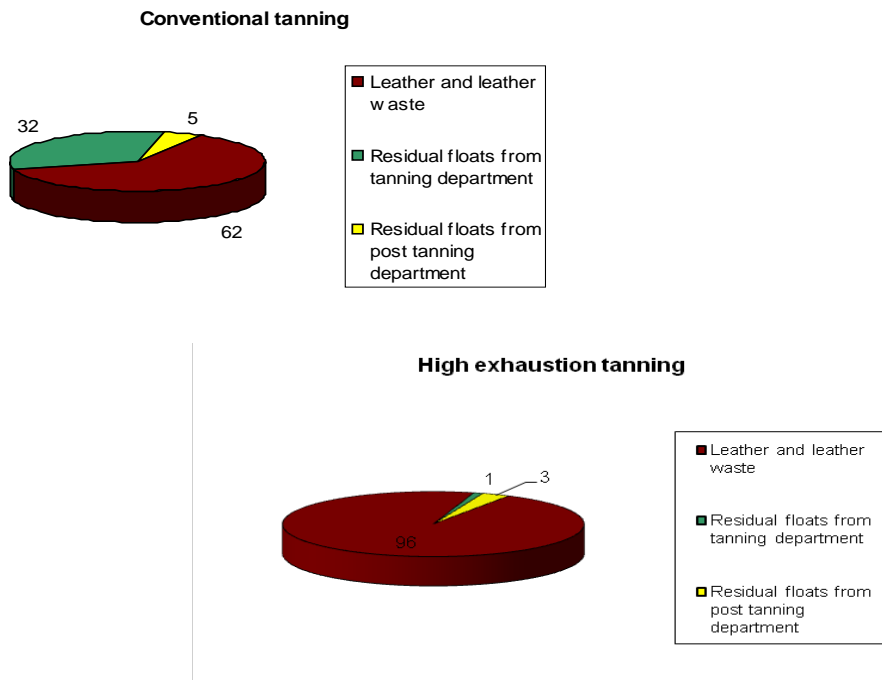 Conventional tanning
32
5
62
Leather and leather
waste
Residual floats from
tanning department
Residual floats from
post tanning
department
High exhaustion tanning
1
3
96
Leather and leather
waste
Residual floats from
tanning department
Residual floats from
post tanning
department